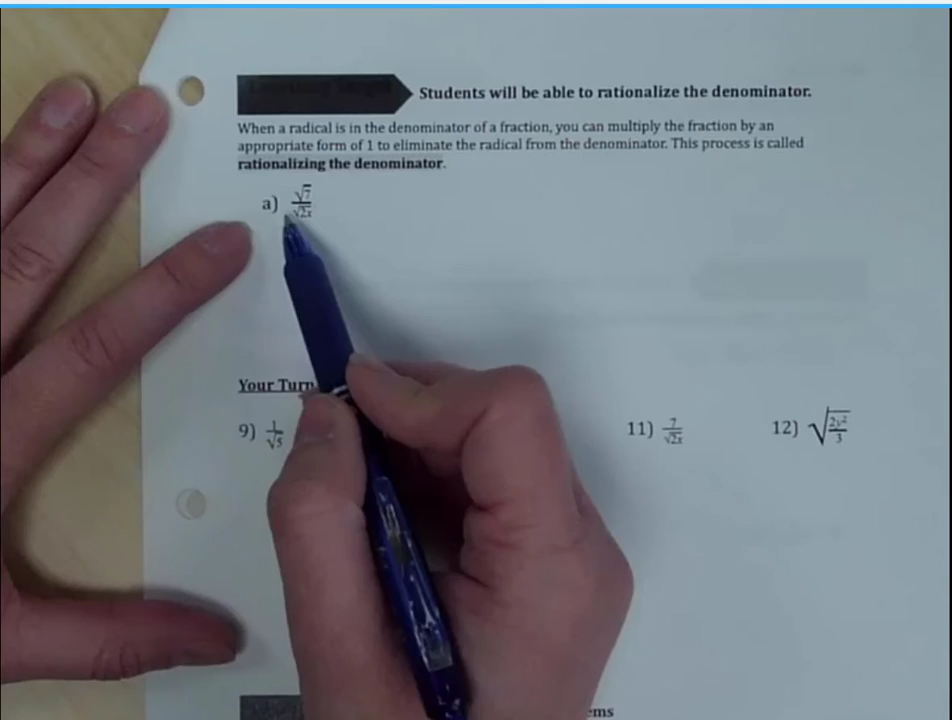 Students will be able to rationalize the denominator.
When a radical is in the denominator of a fraction, you can multiply the fraction by an
appropriate form of 1 to eliminate the radical from the denominator. This process is called
rationalizing the denominator.
a) √7/√2x
Your Turn
9) 1/√5 11) 7/√2x 12) √(2y²/3)
ems